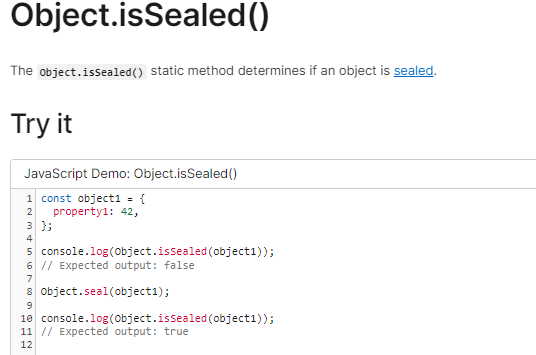 Object.isSealed()
The Object.isSealed() static method determines if an object is sealed.
Try it
JavaScript Demo: Object.isSealed()
1 const object1 = {
2   property1: 42,
3 };
4
5 console.log(Object.isSealed(object1));
6 // Expected output: false
7
8 Object.seal(object1);
9
10 console.log(Object.isSealed(object1));
11 // Expected output: true
12